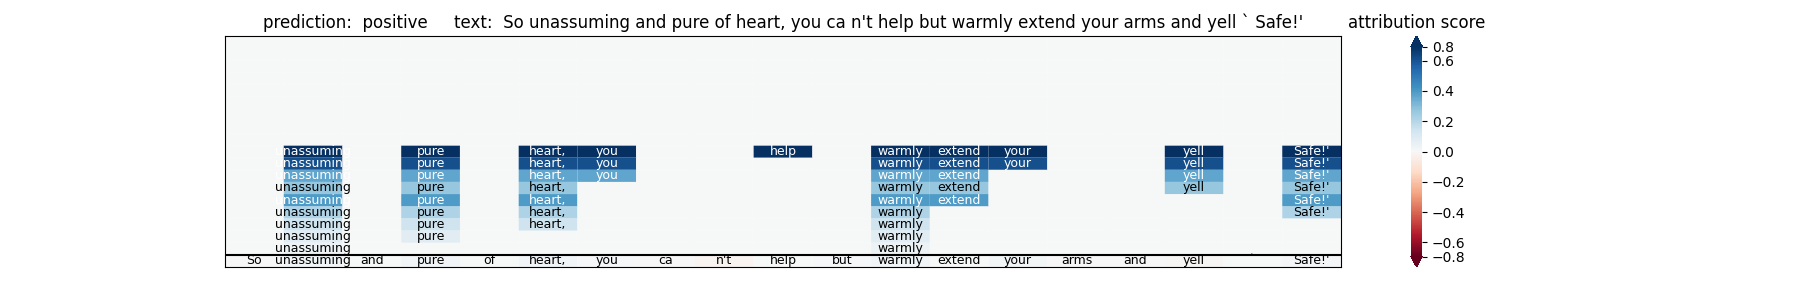 prediction:  positive     text:  So unassuming and pure of heart, you ca n't help but warmly extend your arms and yell ` Safe!'
attribution score
nassumin pure heart, you help warmly extend your yell Safe!'
nassumin pure heart, you warmly extend your yell Safe!'
nassumin pure heart, you warmly extend yell Safe!'
unassuming pure heart, warmly extend yell Safe!'
nassumin pure heart, warmly extend Safe!'
unassuming pure heart, warmly Safe!'
unassuming pure heart, warmly
unassuming pure warmly
unassuming warmly
So unassuming and pure of heart, you ca n't help but warmly extend your arms and yell ` Safe!'
0.8
0.6
0.4
0.2
0.0
−0.2
−0.4
−0.6
−0.8